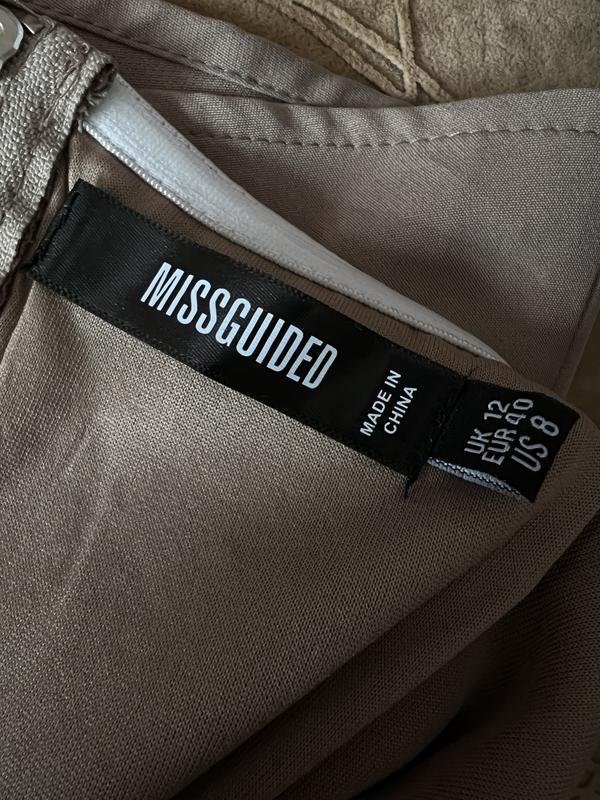 MISSGUIDED
MADE IN
CHINA
UK 12
EUR 40
US 8